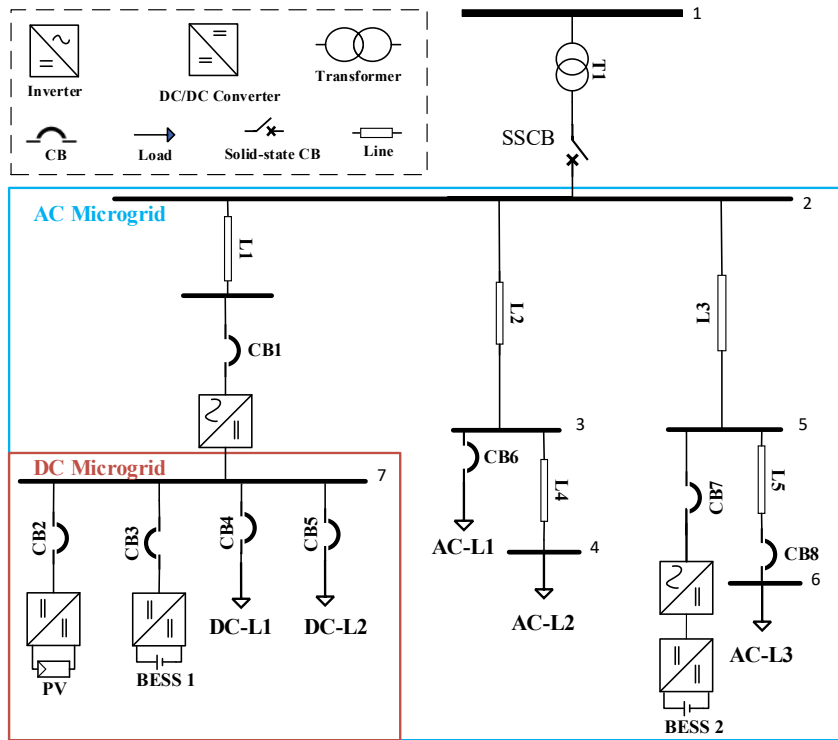 1
Inverter
DC/DC Converter
Transformer
CB
Load
Solid-state CB
Line
T1
SSCB
AC Microgrid
2
L1
L2
L3
CB1
3
5
DC Microgrid
7
CB6
L4
CB7
L5
CB2
CB3
CB4
CB5
AC-L1
4
CB8
6
DC-L1
DC-L2
AC-L2
AC-L3
PV
BESS 1
BESS 2